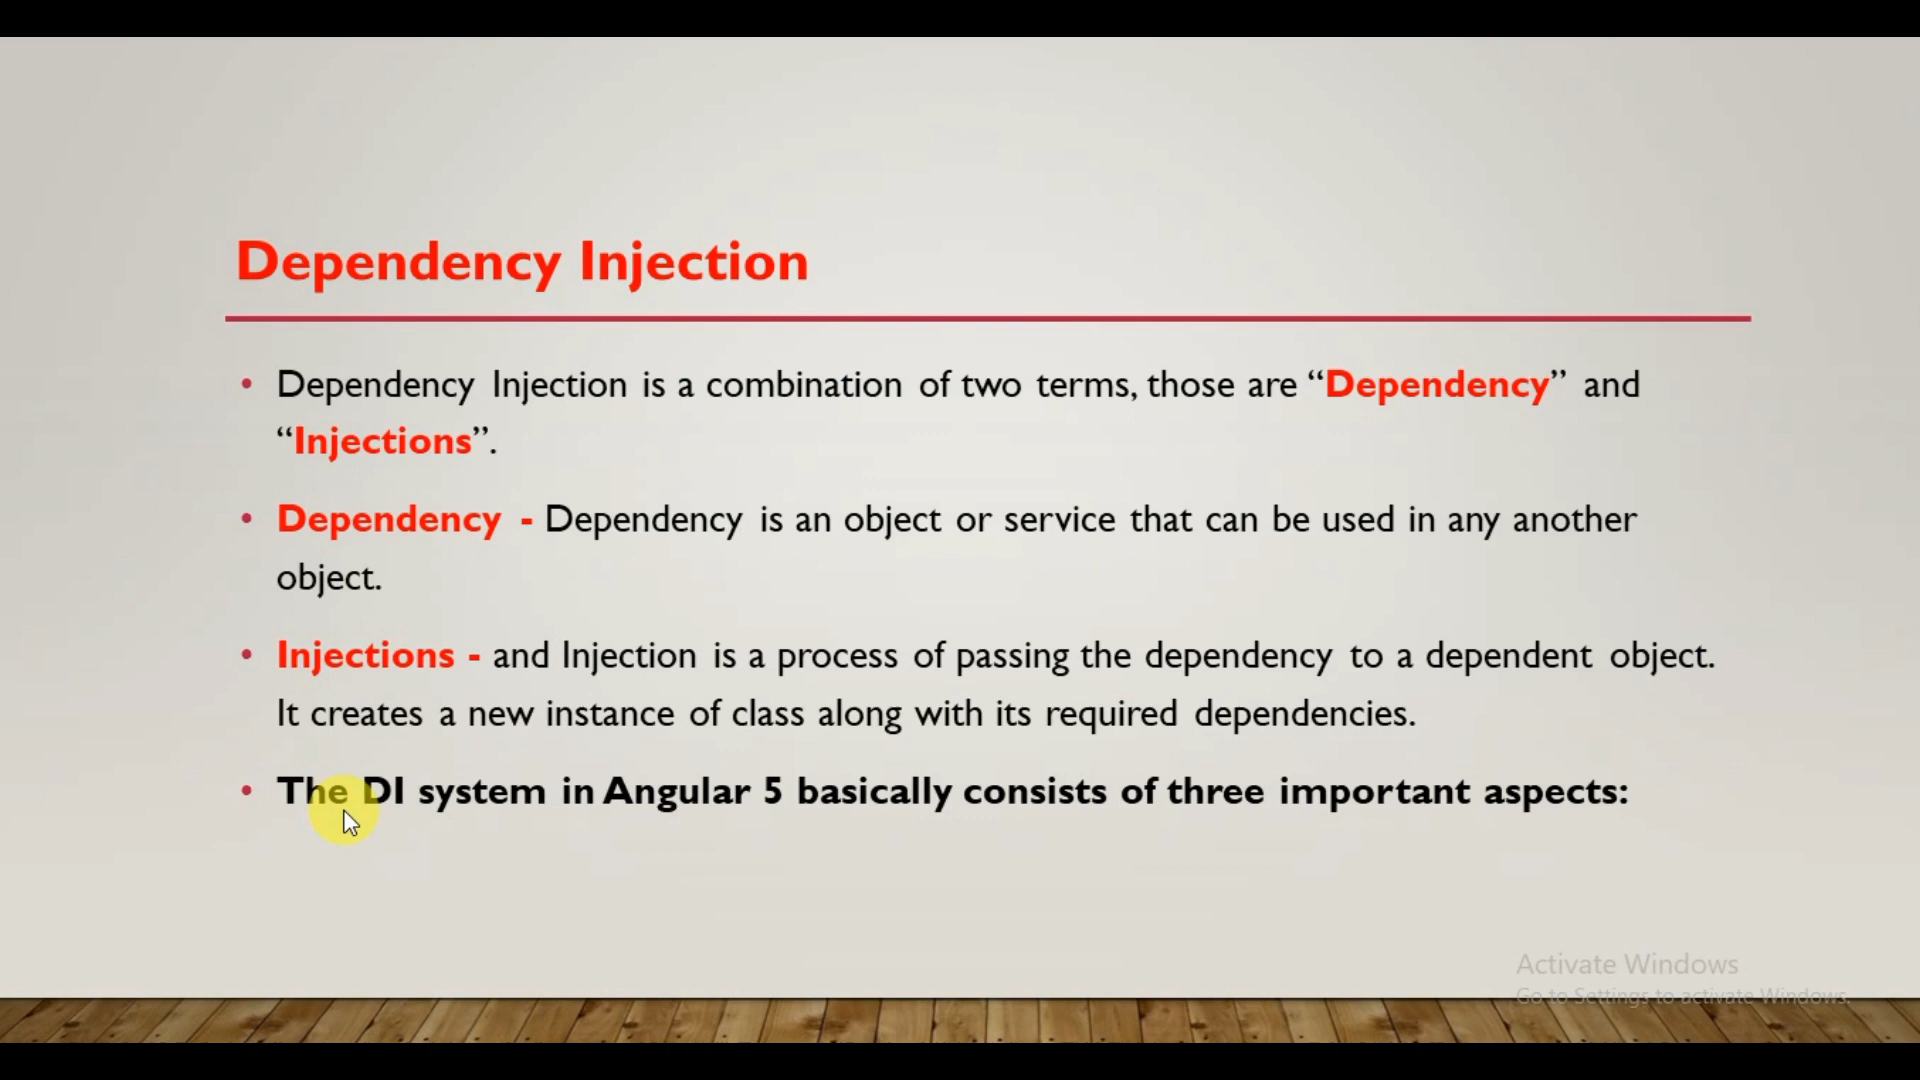 Dependency Injection
• Dependency Injection is a combination of two terms, those are “Dependency” and
“Injections”.
• Dependency - Dependency is an object or service that can be used in any another
object.
• Injections - and Injection is a process of passing the dependency to a dependent object.
It creates a new instance of class along with its required dependencies.
• The DI system in Angular 5 basically consists of three important aspects:
Activate Windows
Go to Settings to activate Windows.